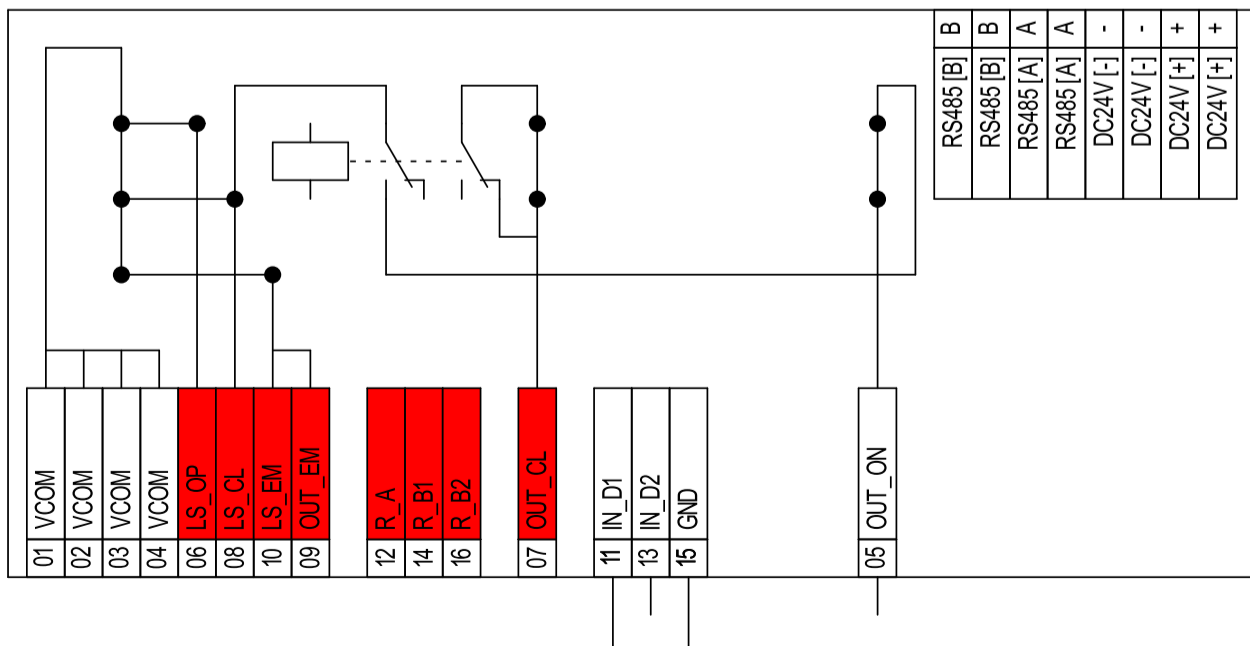 B
B
A
A
-
-
+
+
RS485 [B]
RS485 [B]
RS485 [A]
RS485 [A]
DC24V [-]
DC24V [-]
DC24V [+]
DC24V [+]
VCOM
VCOM
VCOM
VCOM
LS_OP
LS_CL
LS_EM
OUT_EM
R_A
R_B1
R_B2
OUT_CL
IN_D1
IN_D2
GND
OUT_ON
01
02
03
04
06
08
10
09
12
14
16
07
11
13
15
05